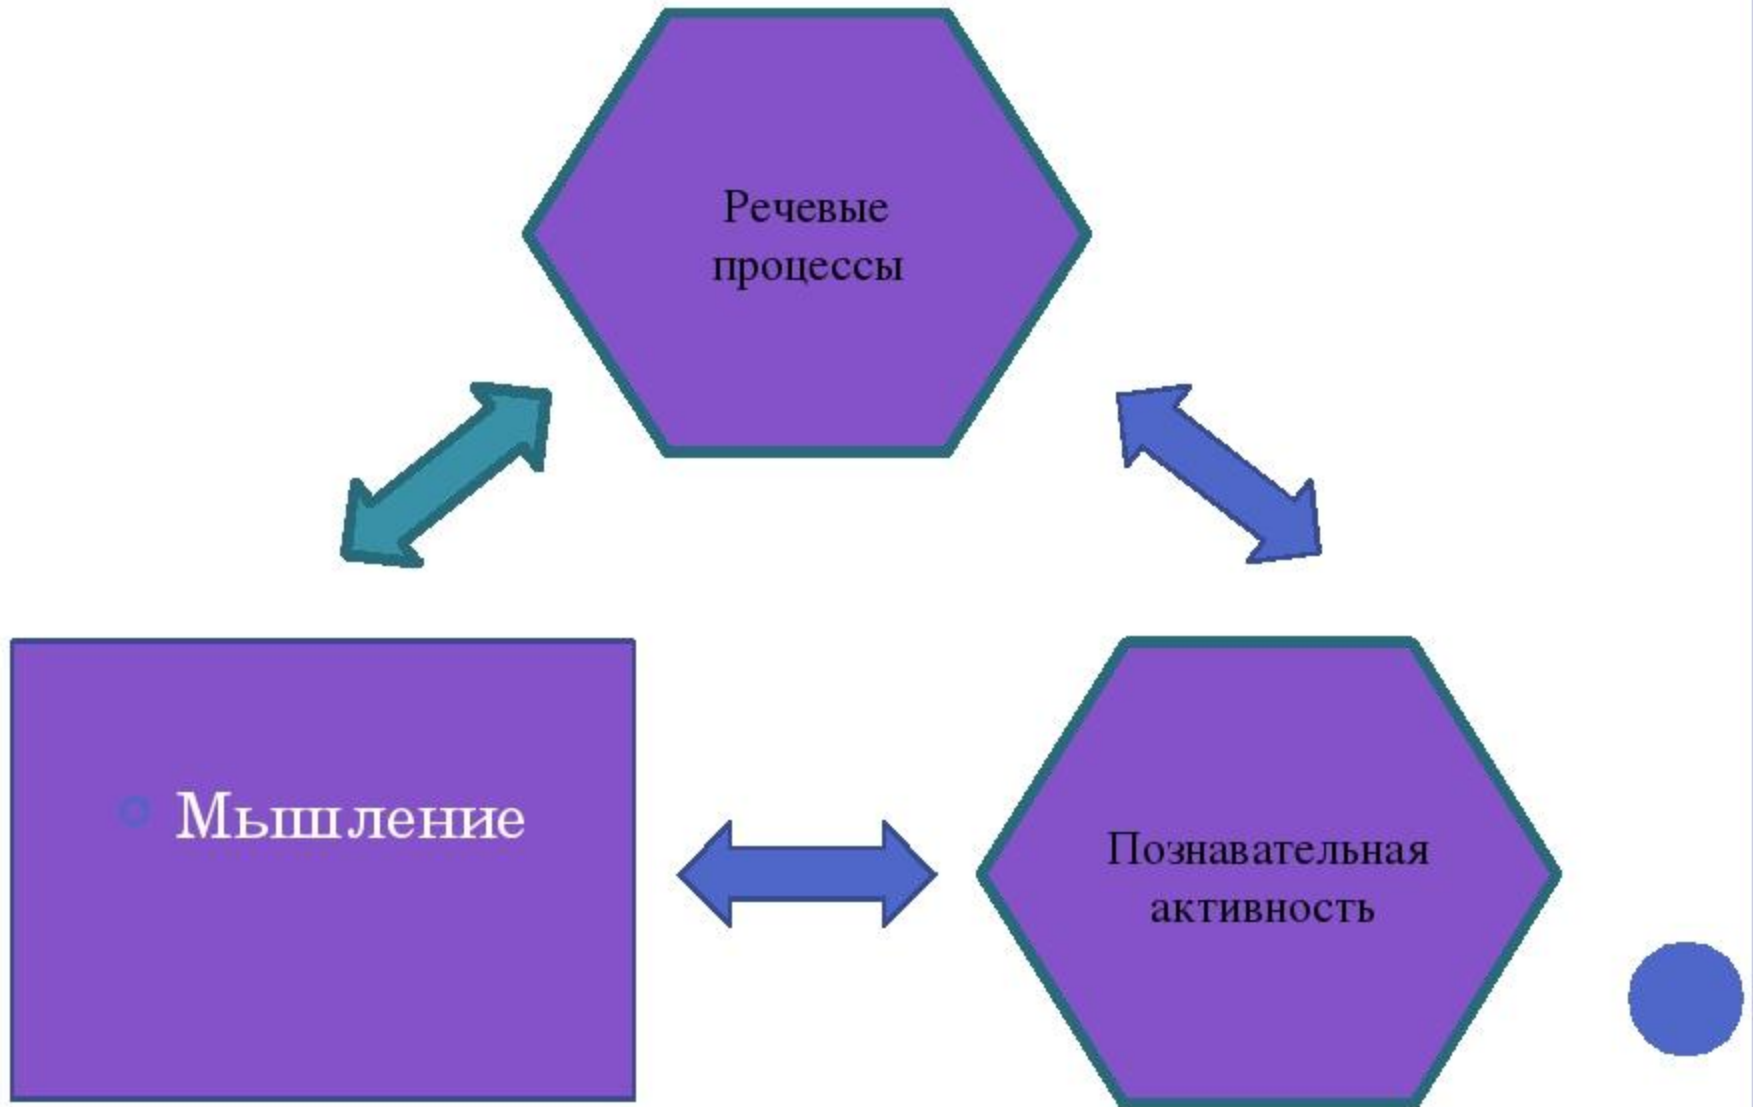 Речевые
процессы
Мышление
Познавательная
активность